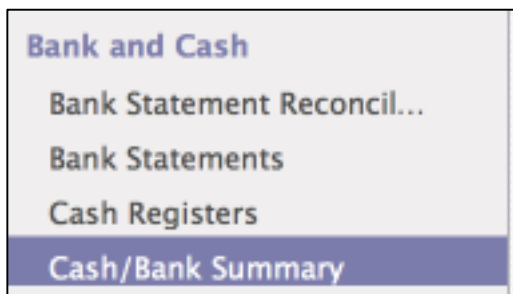 Bank and Cash
Bank Statement Reconcil...
Bank Statements
Cash Registers
Cash/Bank Summary